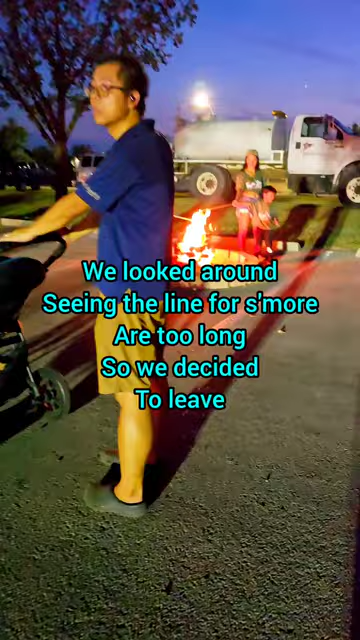 We looked around
Seeing the line for s'more
Are too long
So we decided
To leave